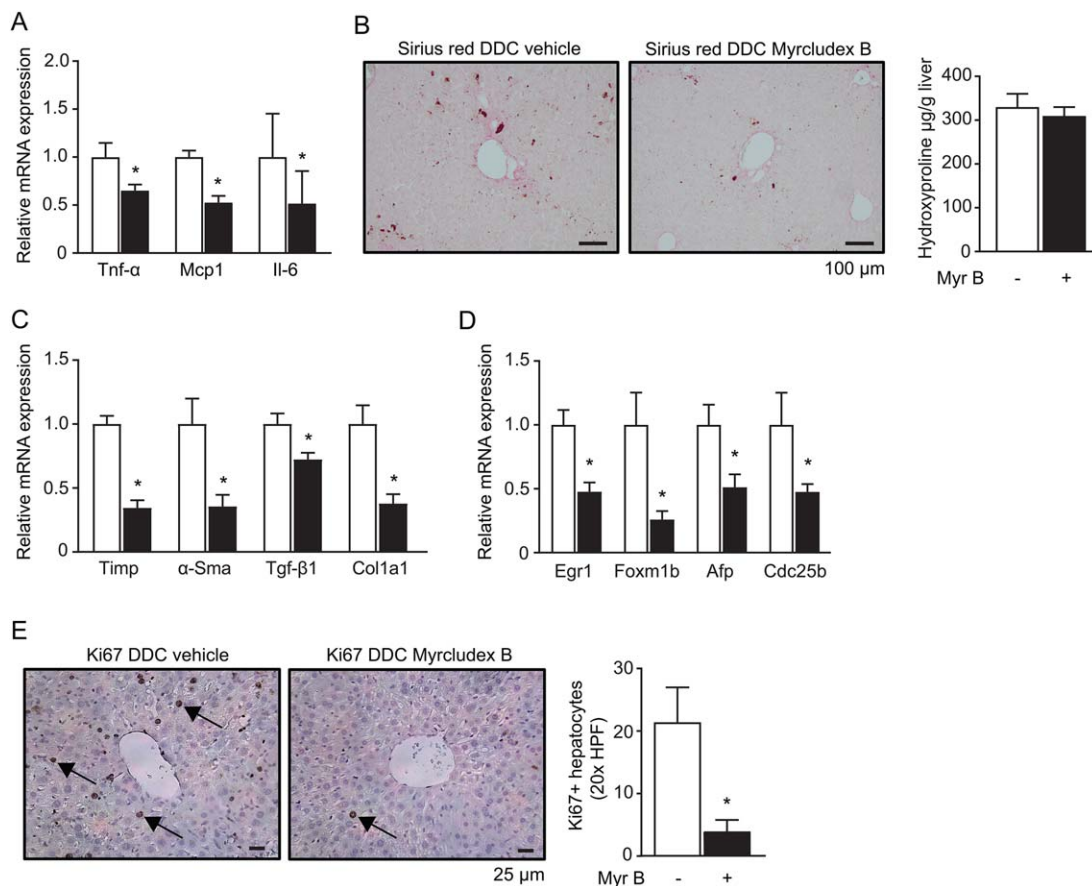 A
Relative mRNA expression
2.0
1.5
1.0
0.5
0.0
*
*
*
Tnf-α Mcp1 Il-6
B
Sirius red DDC vehicle
Sirius red DDC Myrcludex B
100 µm
Hydroxyproline µg/g liver
400
300
200
100
0
Myr B - +
C
Relative mRNA expression
1.5
1.0
0.5
0
*
*
*
*
Timp α-Sma Tgf-β1 Col1a1
D
Relative mRNA expression
1.5
1.0
0.5
0
*
*
*
*
Egr1 Foxm1b Afp Cdc25b
E
Ki67 DDC vehicle
Ki67 DDC Myrcludex B
25 µm
Ki67+ hepatocytes
(20x HPF)
30
20
10
0
*
Myr B - +